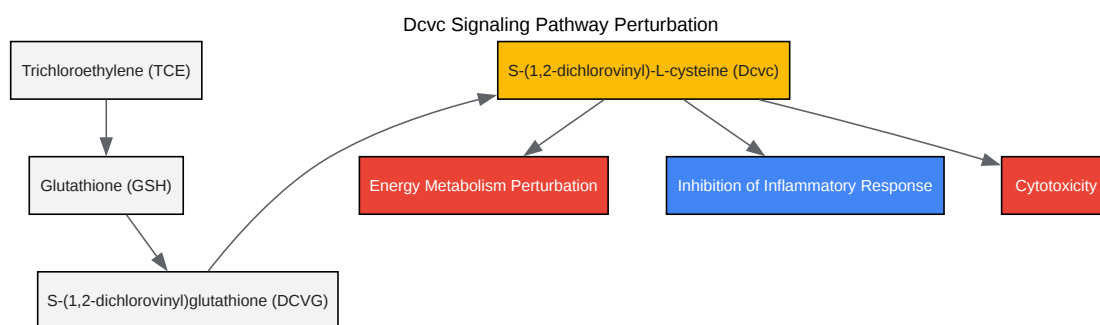 Dcvc Signaling Pathway Perturbation
Trichloroethylene (TCE)
S-(1,2-dichlorovinyl)-L-cysteine (Dcvc)
Glutathione (GSH)
Energy Metabolism Perturbation
Inhibition of Inflammatory Response
Cytotoxicity
S-(1,2-dichlorovinyl)glutathione (DCVG)